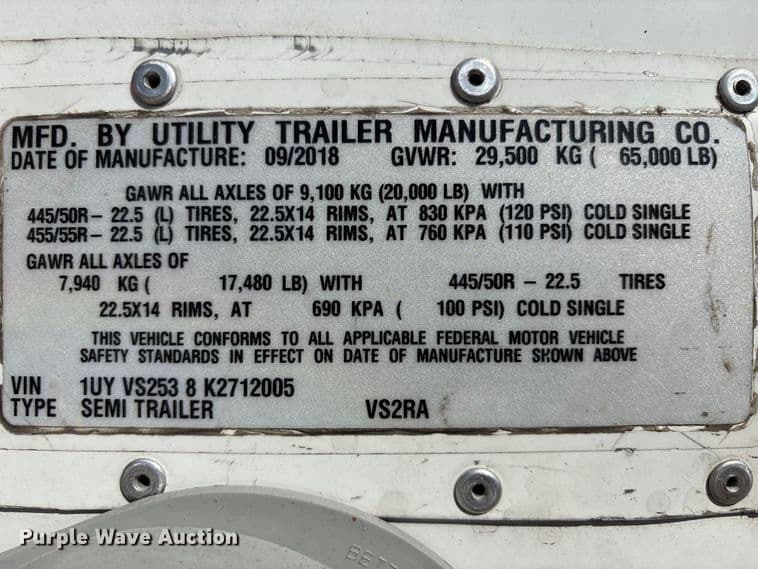 MFD. BY UTILITY TRAILER MANUFACTURING CO.
DATE OF MANUFACTURE: 09/2018 GVWR: 29,500 KG ( 65,000 LB)
GAWR ALL AXLES OF 9,100 KG (20,000 LB) WITH
445/50R- 22.5 (L) TIRES, 22.5X14 RIMS, AT 830 KPA (120 PSI) COLD SINGLE
455/55R- 22.5 (L) TIRES, 22.5X14 RIMS, AT 760 KPA (110 PSI) COLD SINGLE
GAWR ALL AXLES OF
7,940 KG ( 17,480 LB) WITH 445/50R - 22.5 TIRES
22.5X14 RIMS, AT 690 KPA ( 100 PSI) COLD SINGLE
THIS VEHICLE CONFORMS TO ALL APPLICABLE FEDERAL MOTOR VEHICLE
SAFETY STANDARDS IN EFFECT ON DATE OF MANUFACTURE SHOWN ABOVE
VIN 1UY VS253 8 K2712005
TYPE SEMI TRAILER VS2RA
Purple Wave Auction